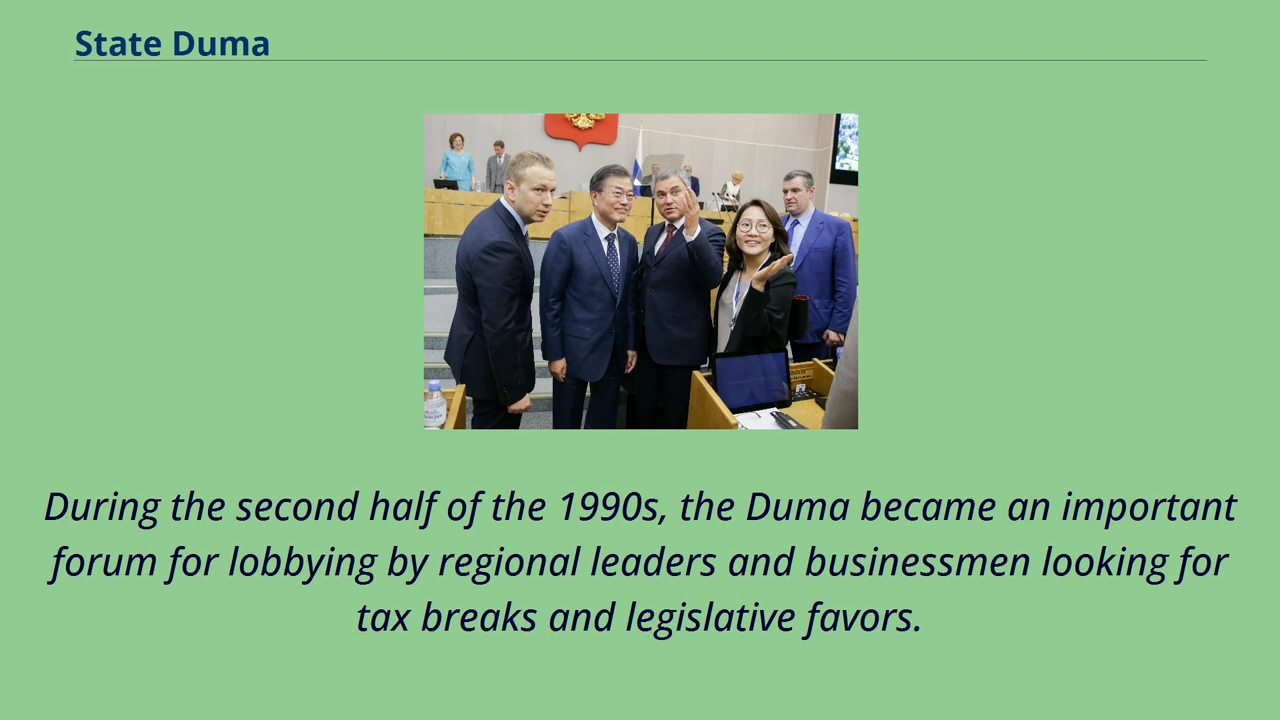 State Duma
During the second half of the 1990s, the Duma became an important
forum for lobbying by regional leaders and businessmen looking for
tax breaks and legislative favors.